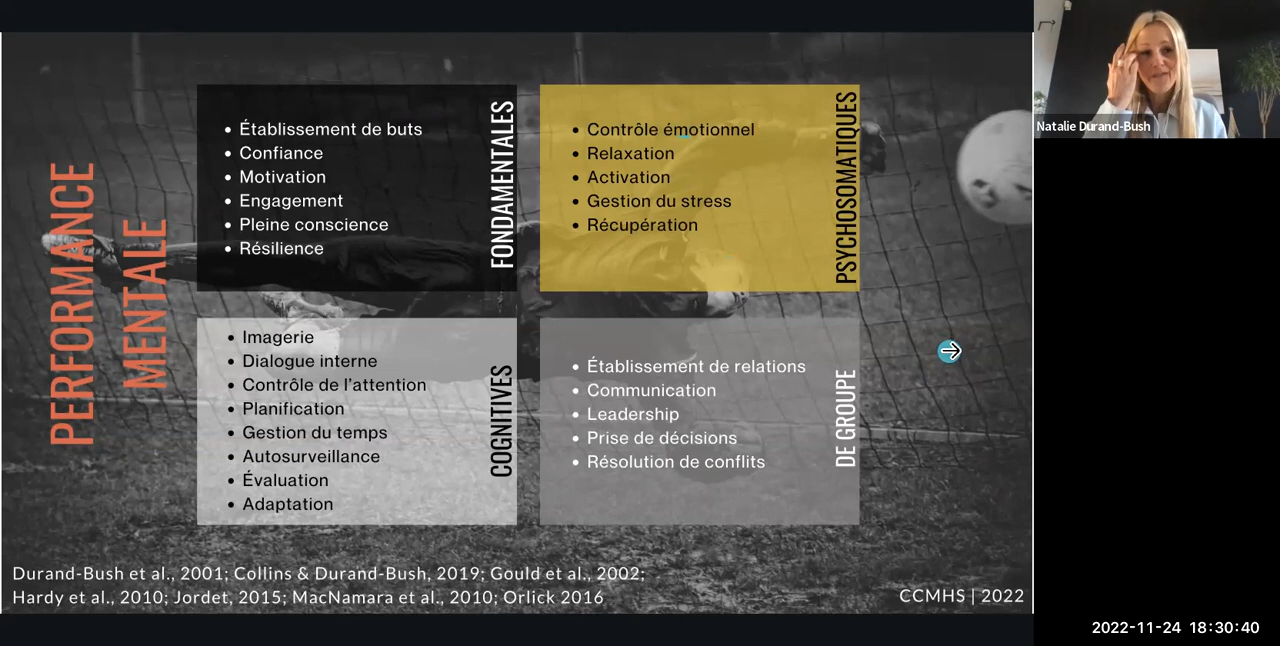 PERFORMANCE
MENTALE
Établissement de buts
Confiance
Motivation
Engagement
Pleine conscience
Résilience
FONDAMENTALES
Contrôle émotionnel
Relaxation
Activation
Gestion du stress
Récupération
PSYCHOSOMATIQUES
Imagerie
Dialogue interne
Contrôle de l'attention
Planification
Gestion du temps
Autosurveillance
Évaluation
Adaptation
COGNITIVES
Établissement de relations
Communication
Leadership
Prise de décisions
Résolution de conflits
DE GROUPE
Durand-Bush et al., 2001; Collins & Durand-Bush, 2019; Gould et al., 2002;
Hardy et al., 2010; Jordet, 2015; MacNamara et al., 2010; Orlick 2016
CCMHS | 2022
Natalie Durand-Bush
2022-11-24 18:30:40